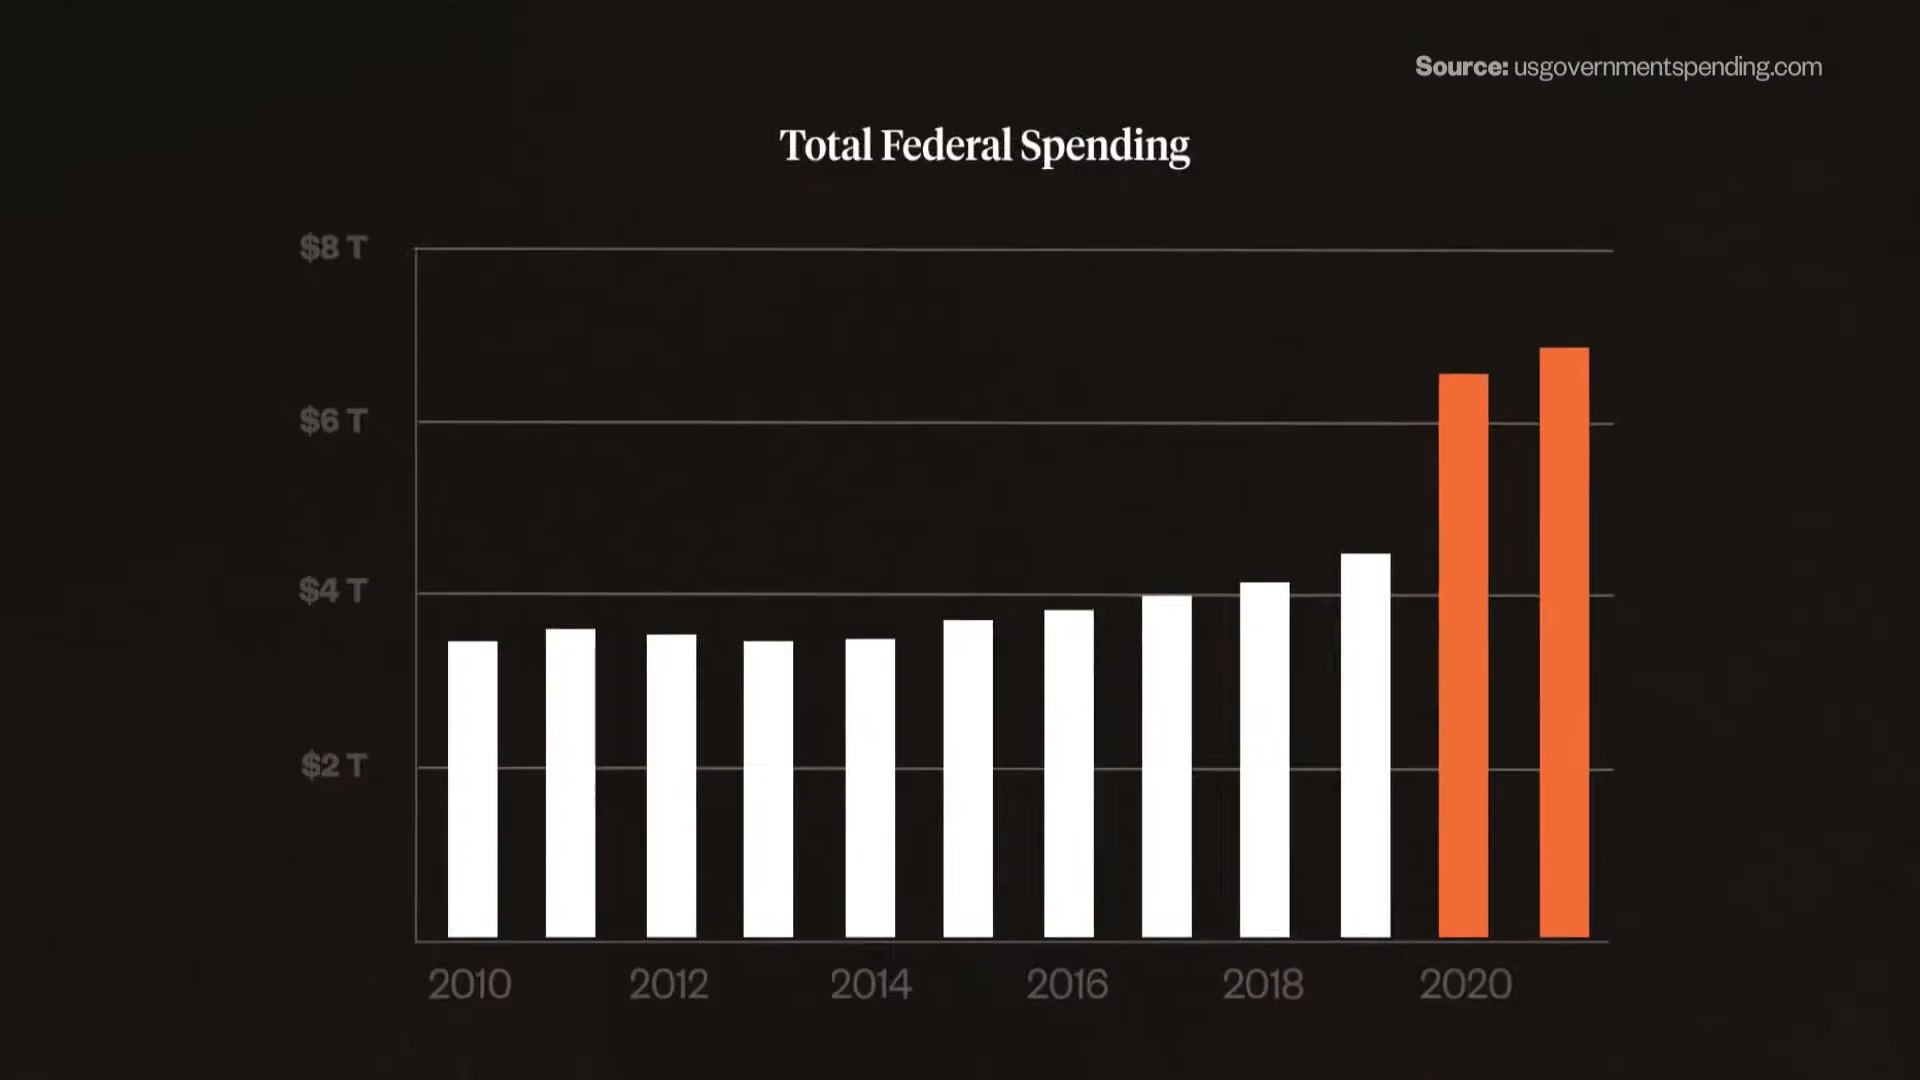 Source: usgovernmentspending.com
Total Federal Spending
$8 T
$6 T
$4 T
$2 T
2010 2012 2014 2016 2018 2020